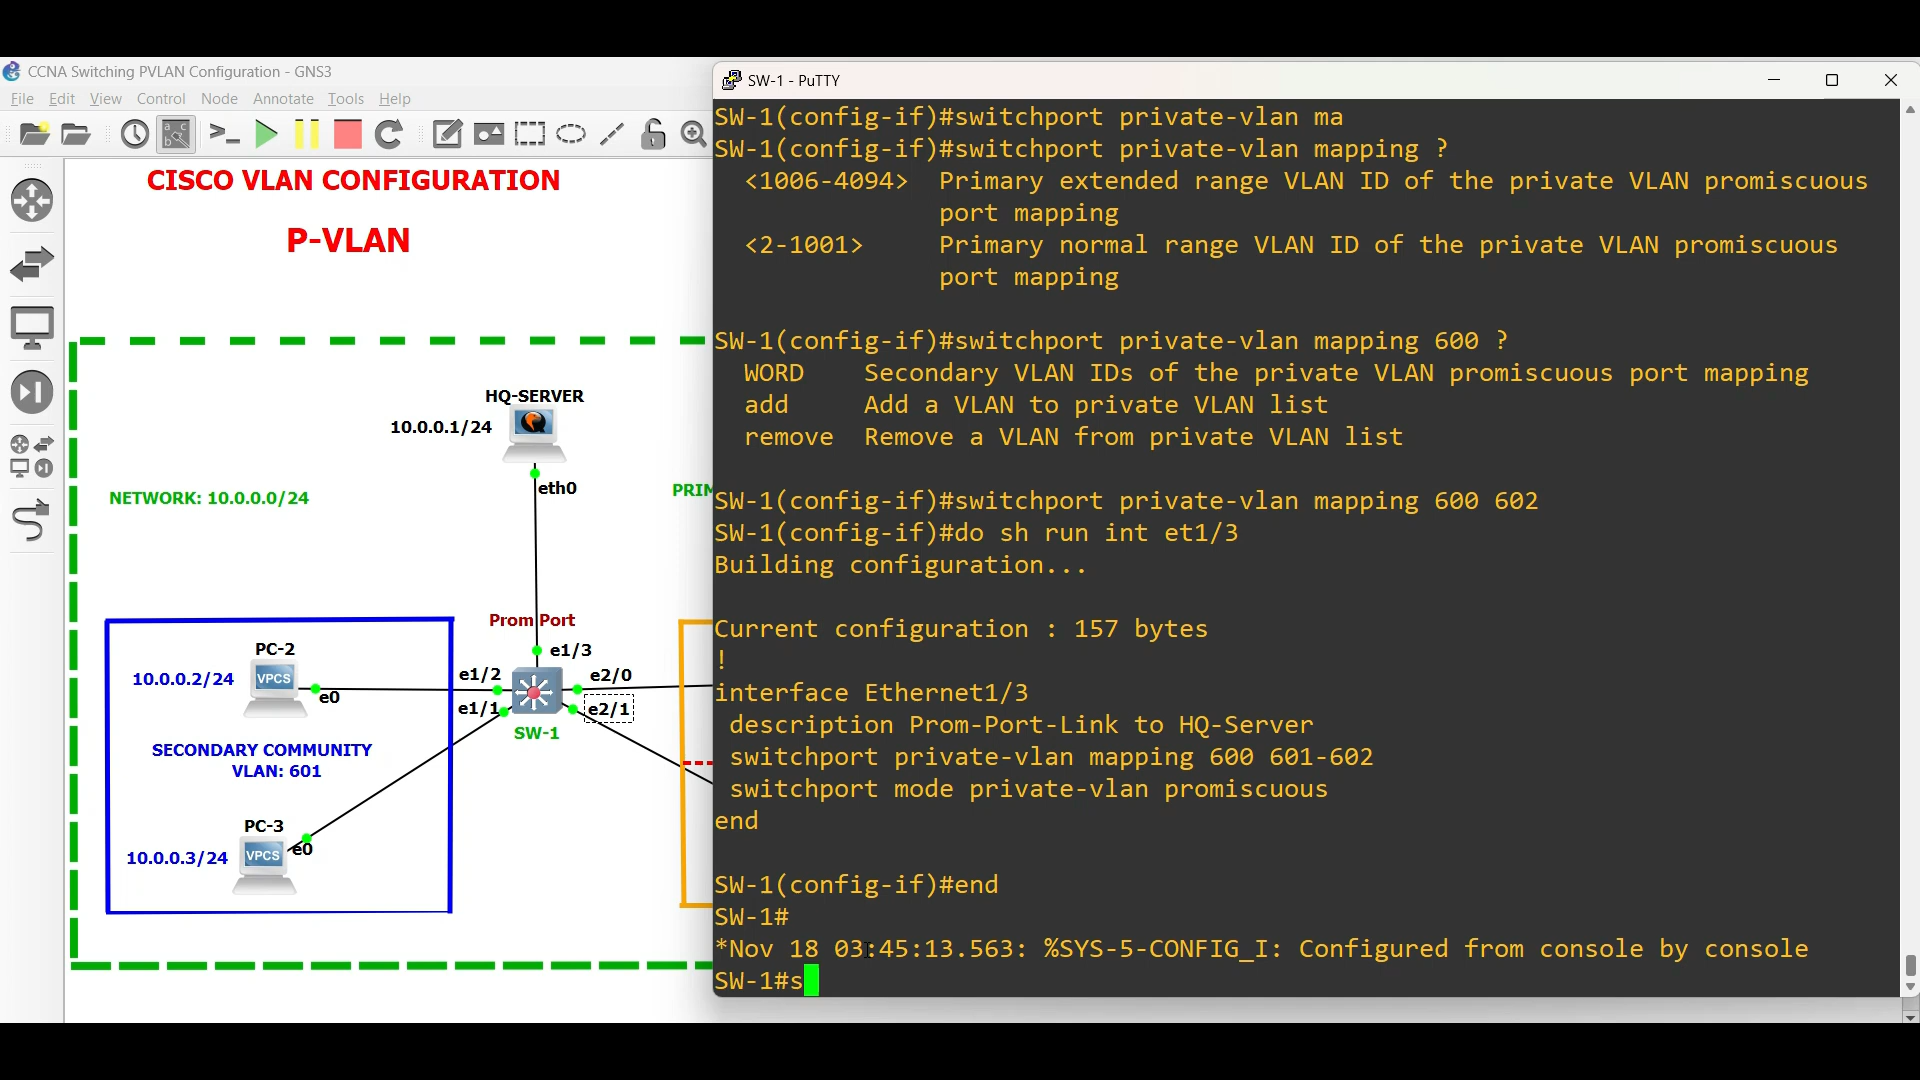 CCNA Switching PVLAN Configuration - GNS3
File Edit View Control Node Annotate Tools Help
CISCO VLAN CONFIGURATION
P-VLAN
HQ-SERVER
10.0.0.1/24
eth0
NETWORK: 10.0.0.0/24
PRIM
Prom Port
e1/3
PC-2
10.0.0.2/24
VPCS
e0
e1/2
e2/0
e1/1
e2/1
SW-1
SECONDARY COMMUNITY
VLAN: 601
PC-3
10.0.0.3/24
VPCS
e0
SW-1 - PuTTY
SW-1(config-if)#switchport private-vlan ma
SW-1(config-if)#switchport private-vlan mapping ?
<1006-4094> Primary extended range VLAN ID of the private VLAN promiscuous
port mapping
<2-1001> Primary normal range VLAN ID of the private VLAN promiscuous
port mapping
SW-1(config-if)#switchport private-vlan mapping 600 ?
WORD Secondary VLAN IDs of the private VLAN promiscuous port mapping
add Add a VLAN to private VLAN list
remove Remove a VLAN from private VLAN list
SW-1(config-if)#switchport private-vlan mapping 600 602
SW-1(config-if)#do sh run int et1/3
Building configuration...
Current configuration : 157 bytes
!
interface Ethernet1/3
description Prom-Port-Link to HQ-Server
switchport private-vlan mapping 600 601-602
switchport mode private-vlan promiscuous
end
SW-1(config-if)#end
SW-1#
*Nov 18 03:45:13.563: %SYS-5-CONFIG_I: Configured from console by console
SW-1#s